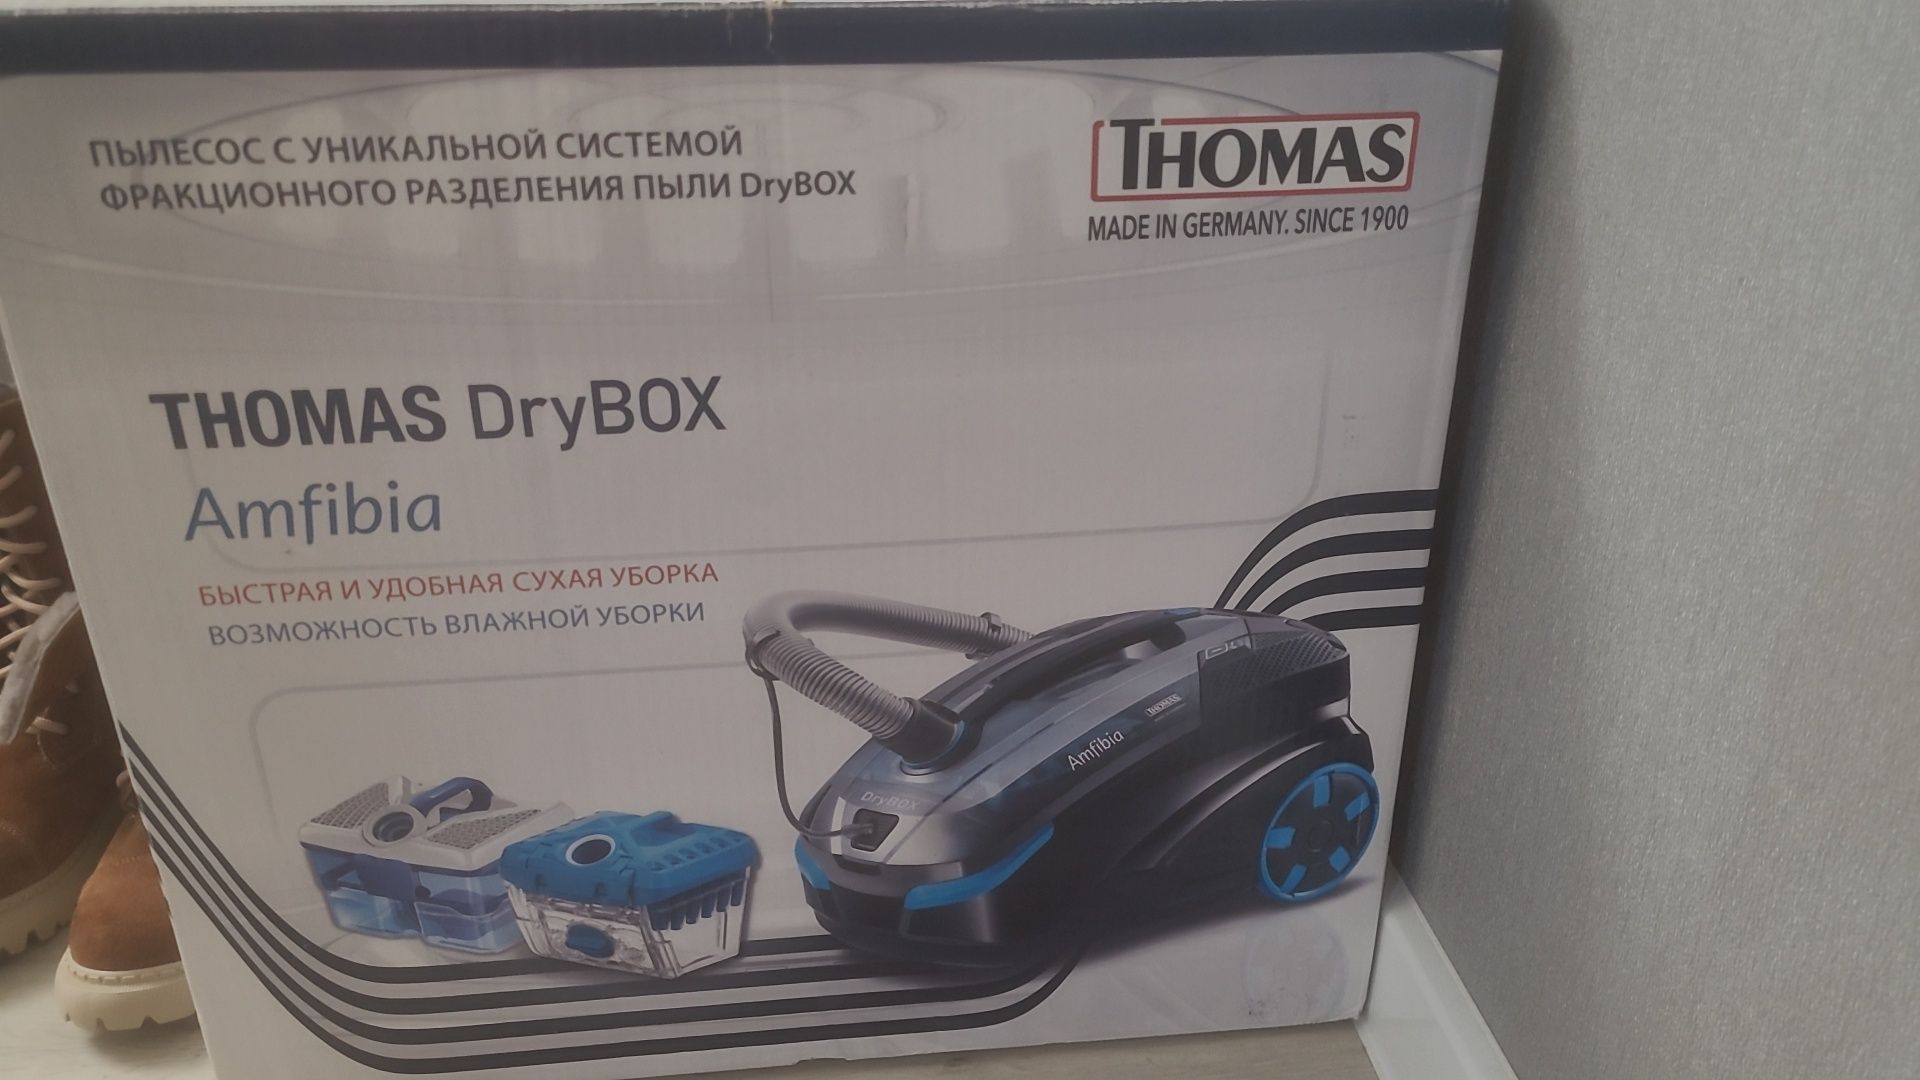 ПЫЛЕСОС С УНИКАЛЬНОЙ СИСТЕМОЙ
ФРАКЦИОННОГО РАЗДЕЛЕНИЯ ПЫЛИ DryBOX
THOMAS
MADE IN GERMANY. SINCE 1900
THOMAS DryBOX
Amfibia
БЫСТРАЯ И УДОБНАЯ СУХАЯ УБОРКА
ВОЗМОЖНОСТЬ ВЛАЖНОЙ УБОРКИ
THOMAS
Amfibia
DryBOX